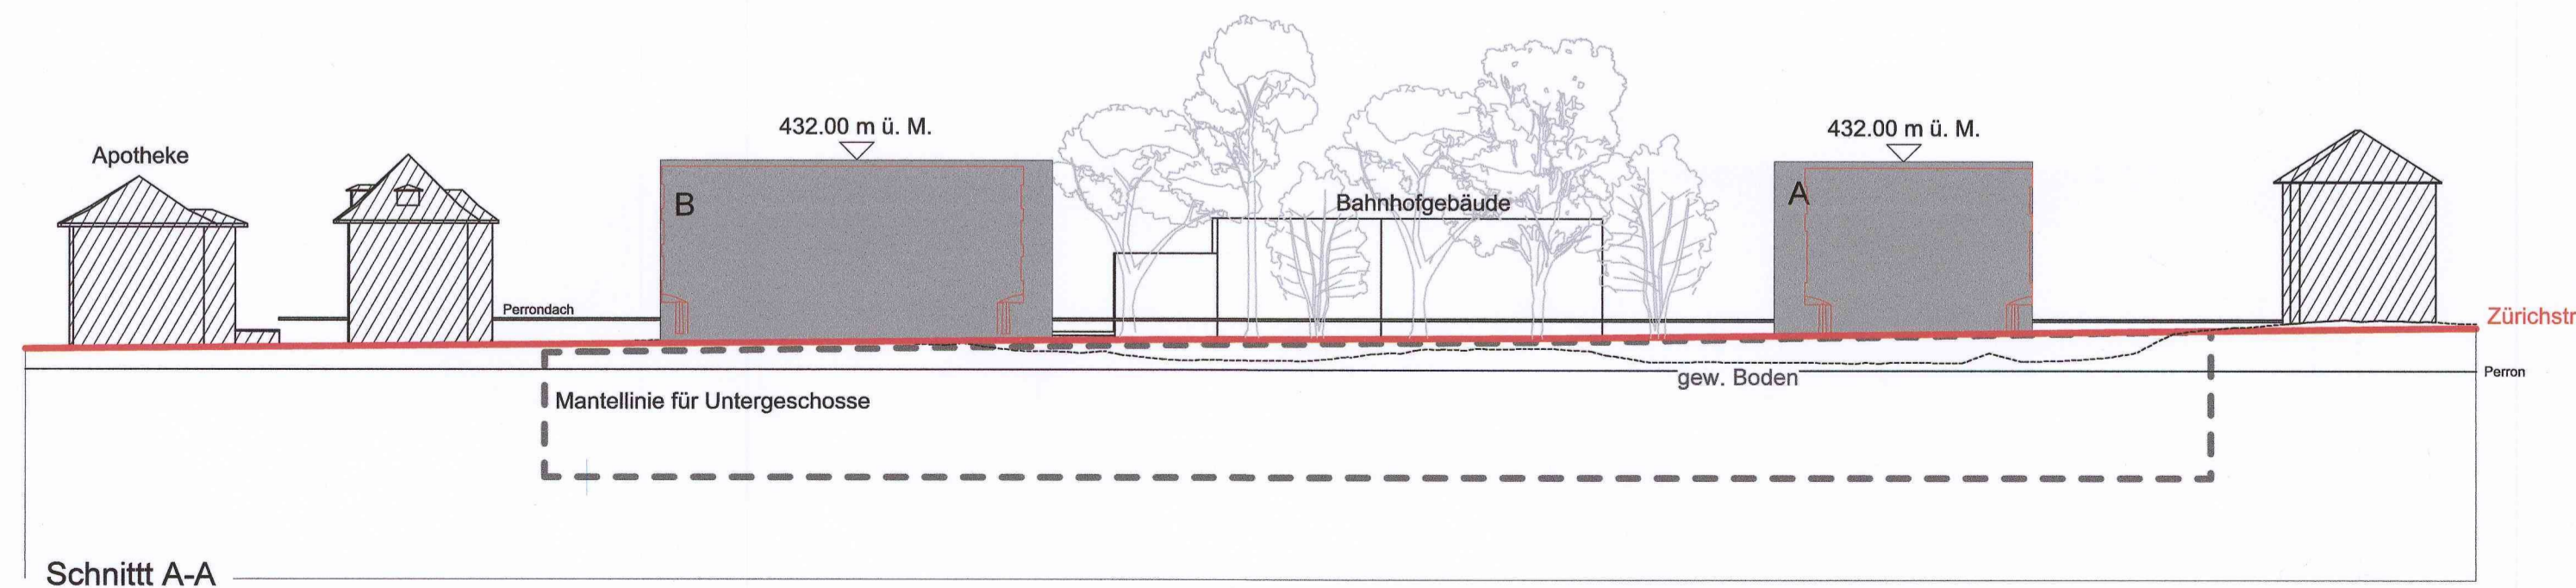 432.00 m ü. M.
432.00 m ü. M.
Apotheke
B
A
Bahnhofgebäude
Perrondach
Zürichstr
Perron
gew. Boden
Mantellinie für Untergeschosse
Schnittt A-A